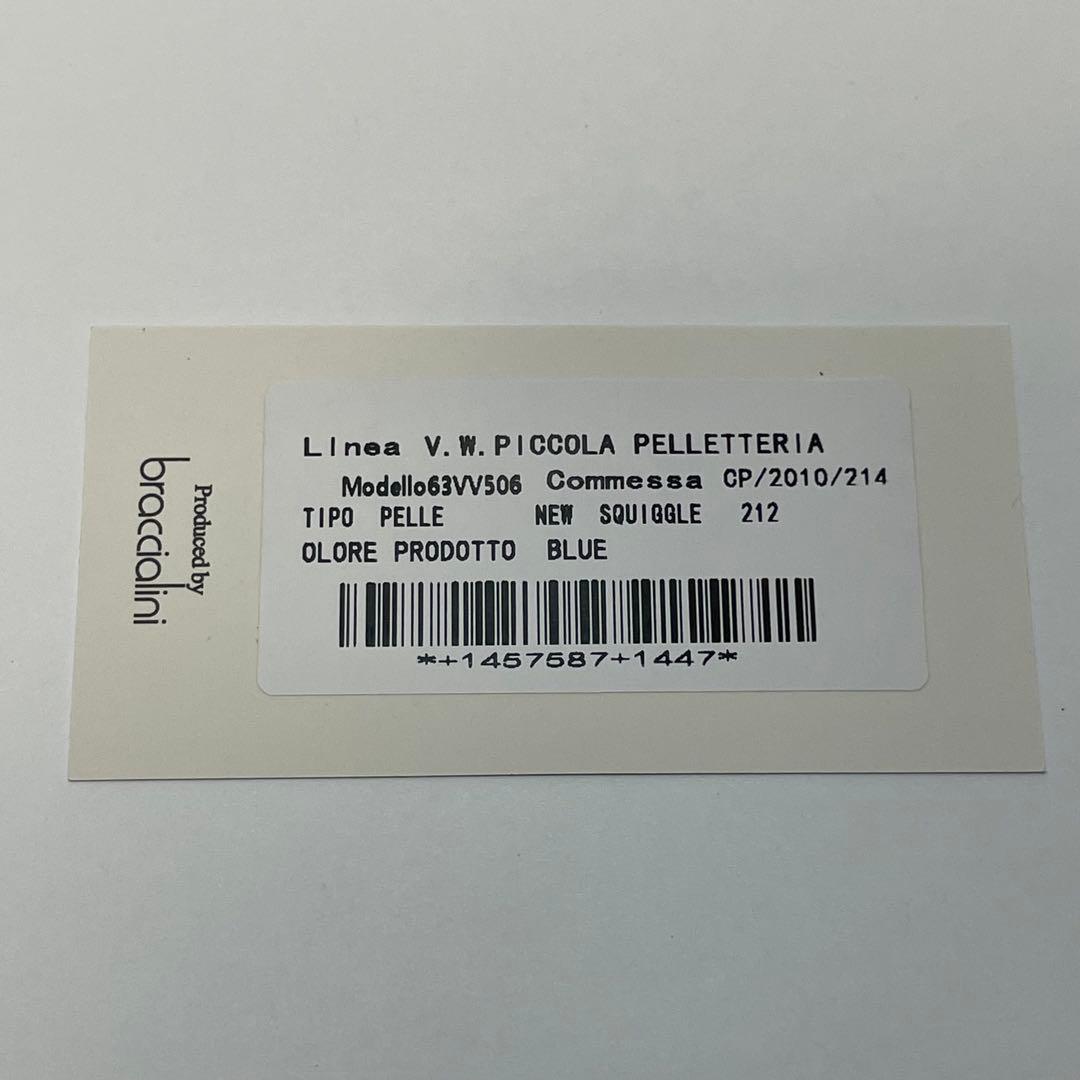 Produced by
braccialini
Linea V.W.PICCOLA PELLETTERIA
Modello63VV506 Commessa CP/2010/214
TIPO PELLE NEW SQUIGGLE 212
OLORE PRODOTTO BLUE
*+1457587+1447*